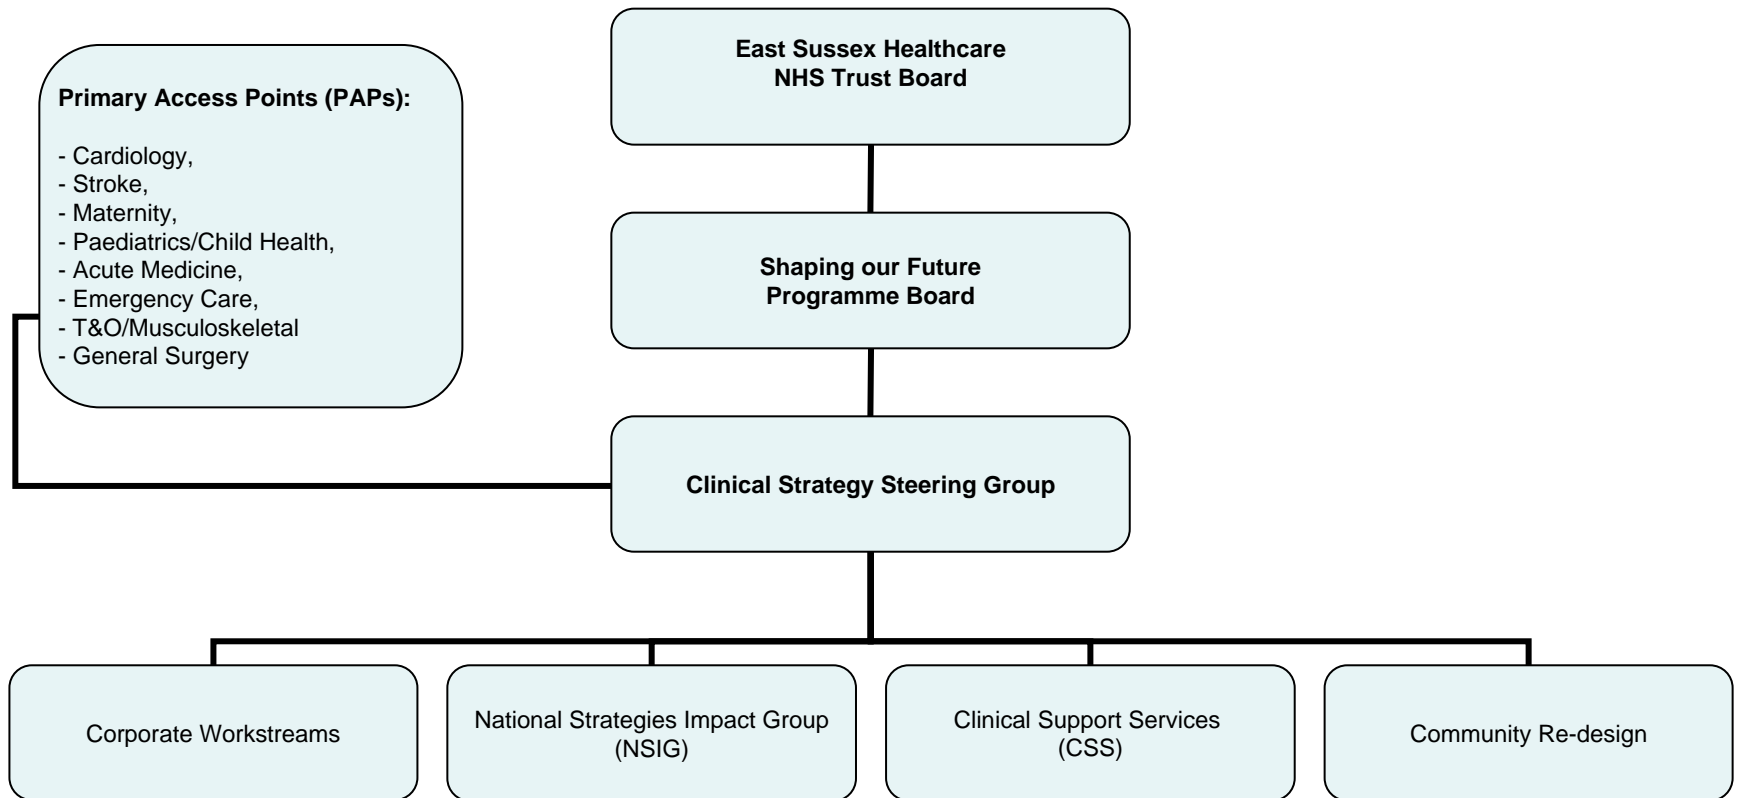 East Sussex Healthcare
NHS Trust Board
Primary Access Points (PAPs):
- Cardiology,
- Stroke,
- Maternity,
- Paediatrics/Child Health,
- Acute Medicine,
- Emergency Care,
- T&O/Musculoskeletal
- General Surgery
Shaping our Future
Programme Board
Clinical Strategy Steering Group
Corporate Workstreams
National Strategies Impact Group
(NSIG)
Clinical Support Services
(CSS)
Community Re-design